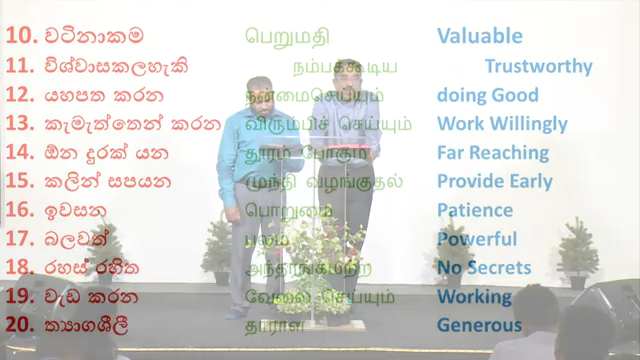 10. වටිනාකම பெறுமதி Valuable
11. විශ්වාසකලහැකි நம்பக்கூடிய Trustworthy
12. යහපත කරන நன்மைசெய்யும் doing Good
13. කැමැත්තෙන් කරන விரும்பிச் செய்யும் Work Willingly
14. ඕන දුරක් යන தூரம் போகும் Far Reaching
15. කලින් සපයන முந்தி வழங்குதல் Provide Early
16. ඉවසන பொறுமை Patience
17. බලවත් பலம் Powerful
18. රහස් රහිත அந்தரங்கமற்ற No Secrets
19. වැඩ කරන வேலை செய்யும் Working
20. ත්‍යාගශීලී தாராள Generous